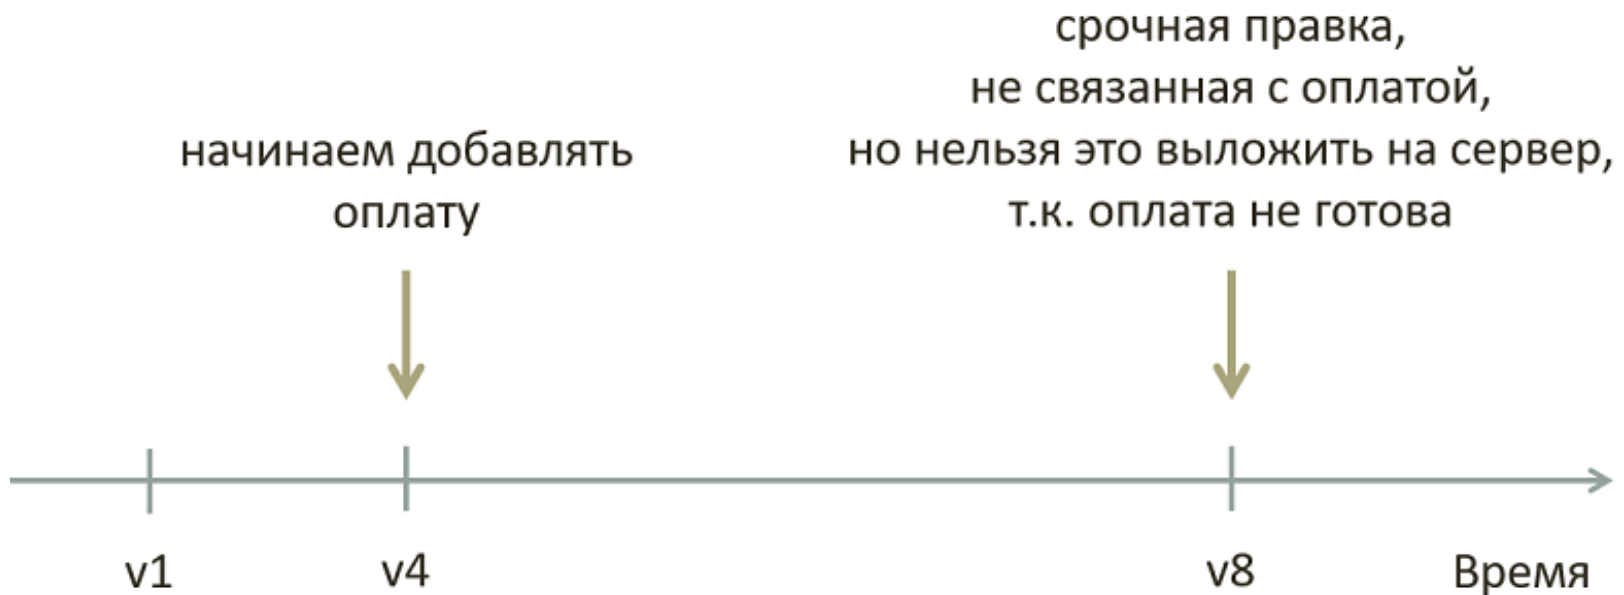 начинаем добавлять
оплату
срочная правка,
не связанная с оплатой,
но нельзя это выложить на сервер,
т.к. оплата не готова
v1
v4
v8
Время